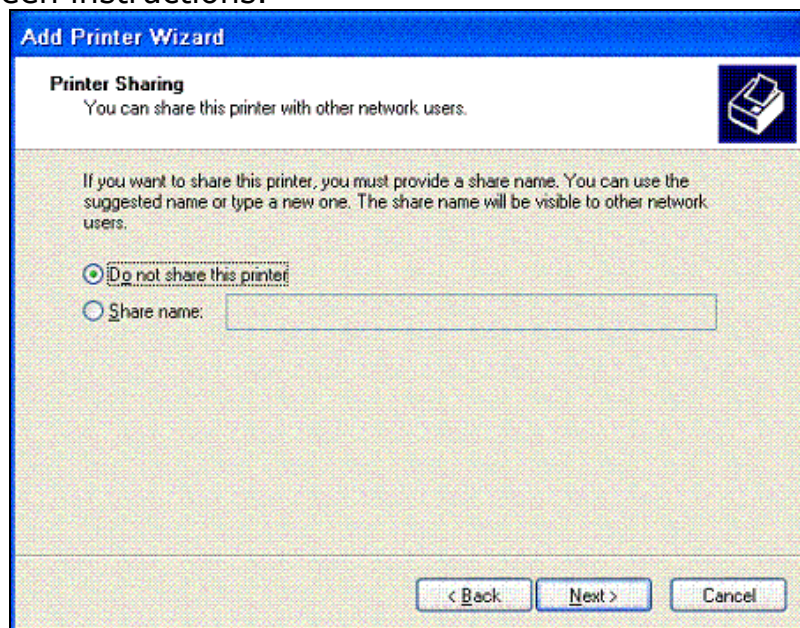 een instructions.
Add Printer Wizard
Printer Sharing
You can share this printer with other network users.
If you want to share this printer, you must provide a share name. You can use the
suggested name or type a new one. The share name will be visible to other network
users.
Do not share this printer
Share name:
< Back Next > Cancel